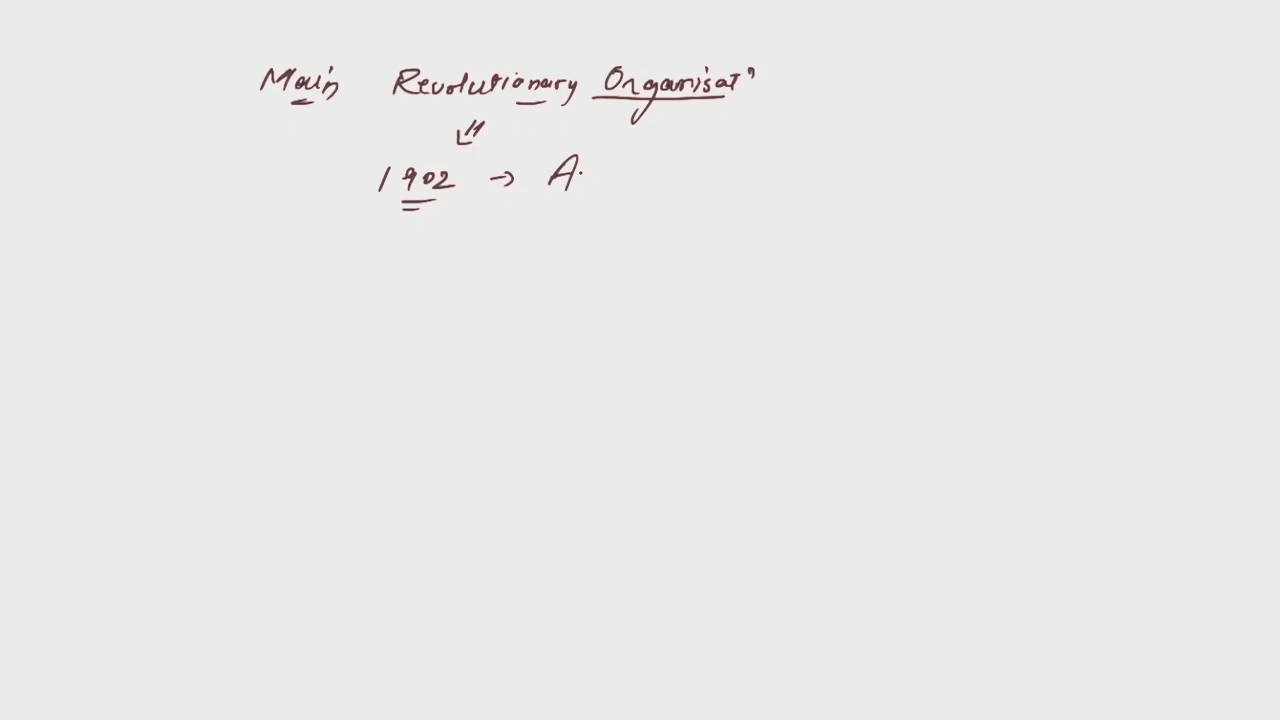 Main Revolutionary Organisat'
1902 → A